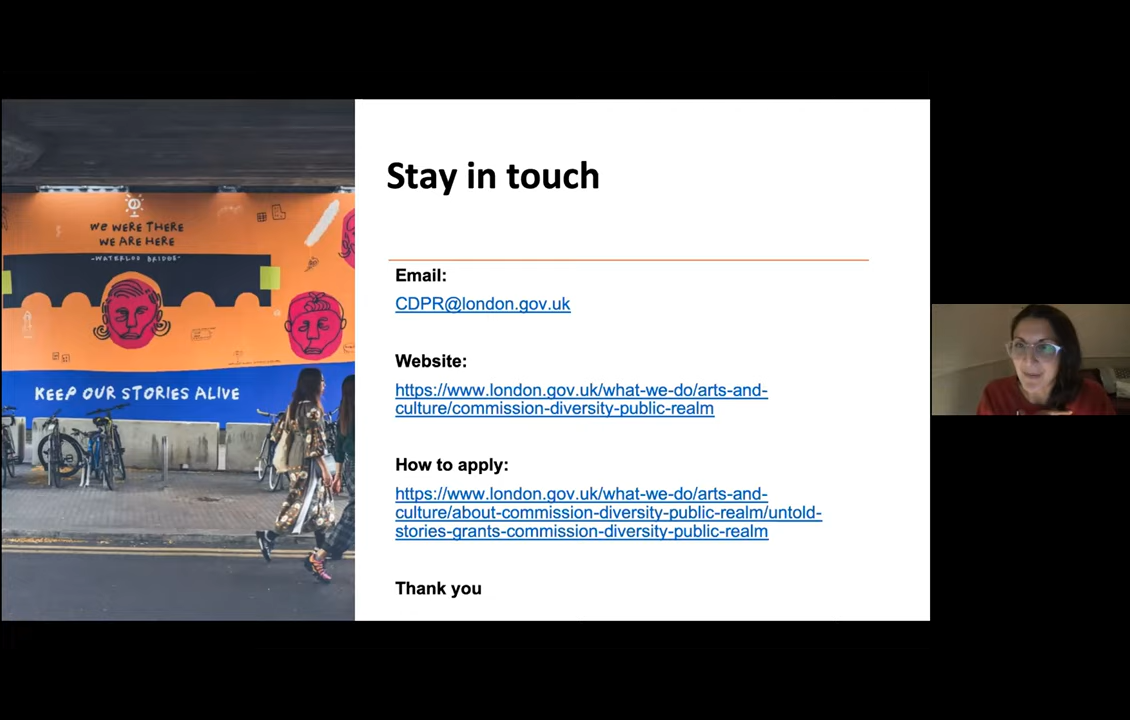 we WERE THERE
we ARE HERE
-WATERLOO BRIDGE-
KEEP OUR STORIES ALIVE
Stay in touch
Email:
CDPR@london.gov.uk
Website:
https://www.london.gov.uk/what-we-do/arts-and-
culture/commission-diversity-public-realm
How to apply:
https://www.london.gov.uk/what-we-do/arts-and-
culture/about-commission-diversity-public-realm/untold-
stories-grants-commission-diversity-public-realm
Thank you